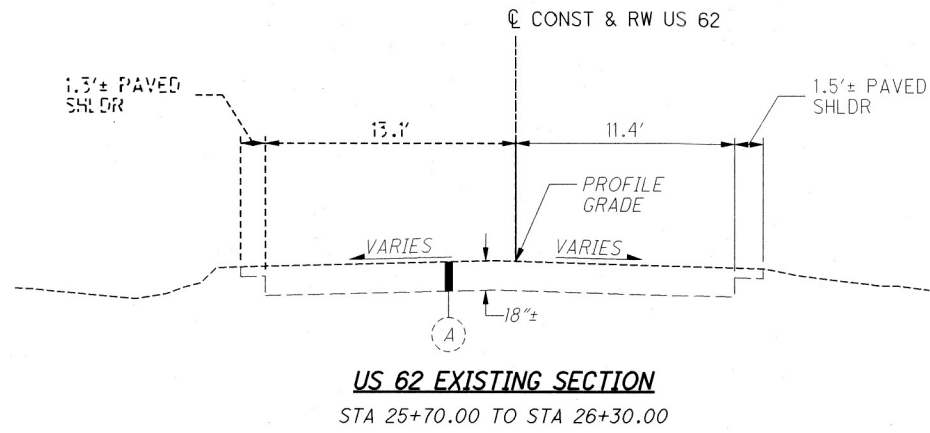 ℄ CONST & RW US 62
1.3'± PAVED
SHLDR
1.5'± PAVED
SHLDR
13.1'
11.4'
PROFILE
GRADE
VARIES
VARIES
18"±
A
US 62 EXISTING SECTION
STA 25+70.00 TO STA 26+30.00